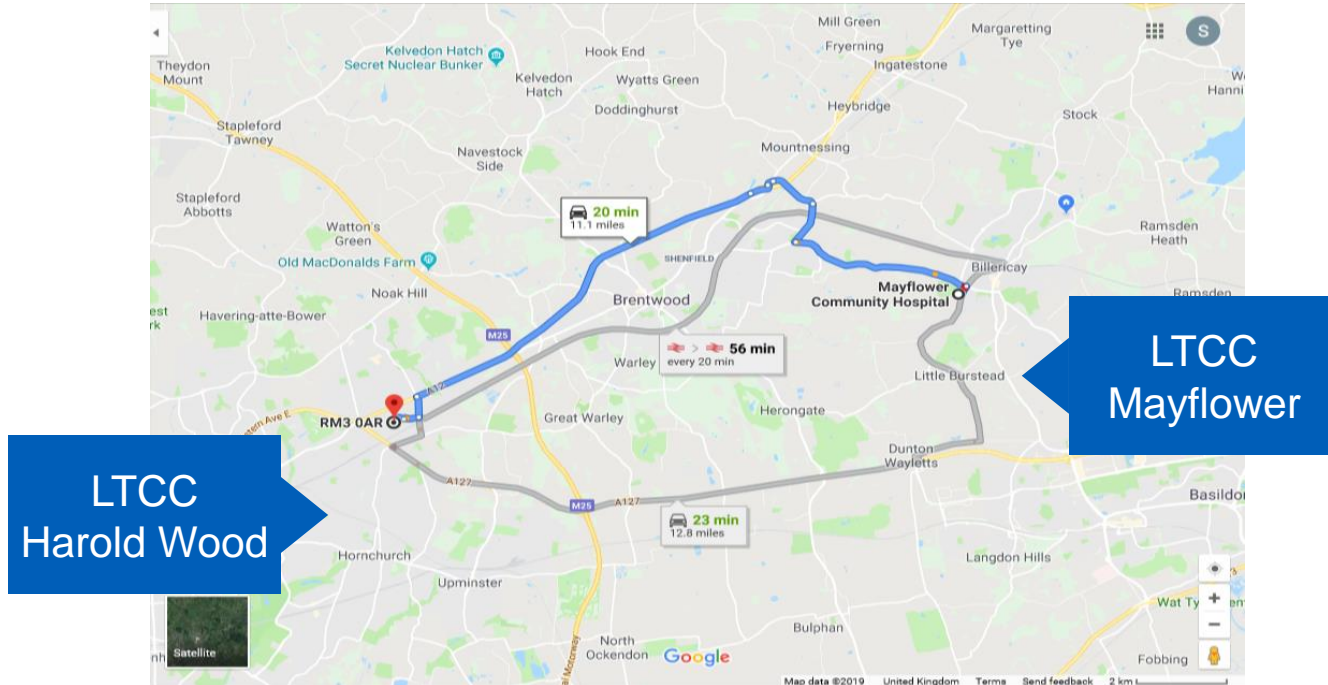 Mill Green
Margaretting
Tye
S
Kelvedon Hatch
Secret Nuclear Bunker
Hook End
Fryerning
Theydon
Mount
Kelvedon
Hatch
Wyatts Green
Ingatestone
Doddinghurst
Heybridge
Stock
Stapleford
Tawney
Navestock
Side
Mountnessing
Stapleford
Abbotts
20 min
11.1 miles
Watton's
Green
Ramsden
Heath
Old MacDonalds Farm
SHENFIELD
Billericay
Noak Hill
Brentwood
Mayflower
Community Hospital
Ramsden
Havering-atte-Bower
M25
56 min
every 20 min
Warley
Little Burstead
LTCC
Mayflower
A12
RM3 0AR
Great Warley
Herongate
Dunton
Wayletts
LTCC
Harold Wood
A127
M25
A127
Basildo
23 min
12.8 miles
Hornchurch
Langdon Hills
Upminster
Wat Ty
Satellite
North
Ockendon
Google
Bulphan
Fobbing
Map data ©2019 United Kingdom Terms Send feedback 2 km